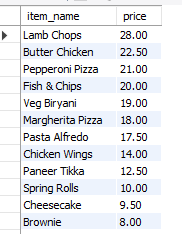 item_name price
Lamb Chops 28.00
Butter Chicken 22.50
Pepperoni Pizza 21.00
Fish & Chips 20.00
Veg Biryani 19.00
Margherita Pizza 18.00
Pasta Alfredo 17.50
Chicken Wings 14.00
Paneer Tikka 12.50
Spring Rolls 10.00
Cheesecake 9.50
Brownie 8.00